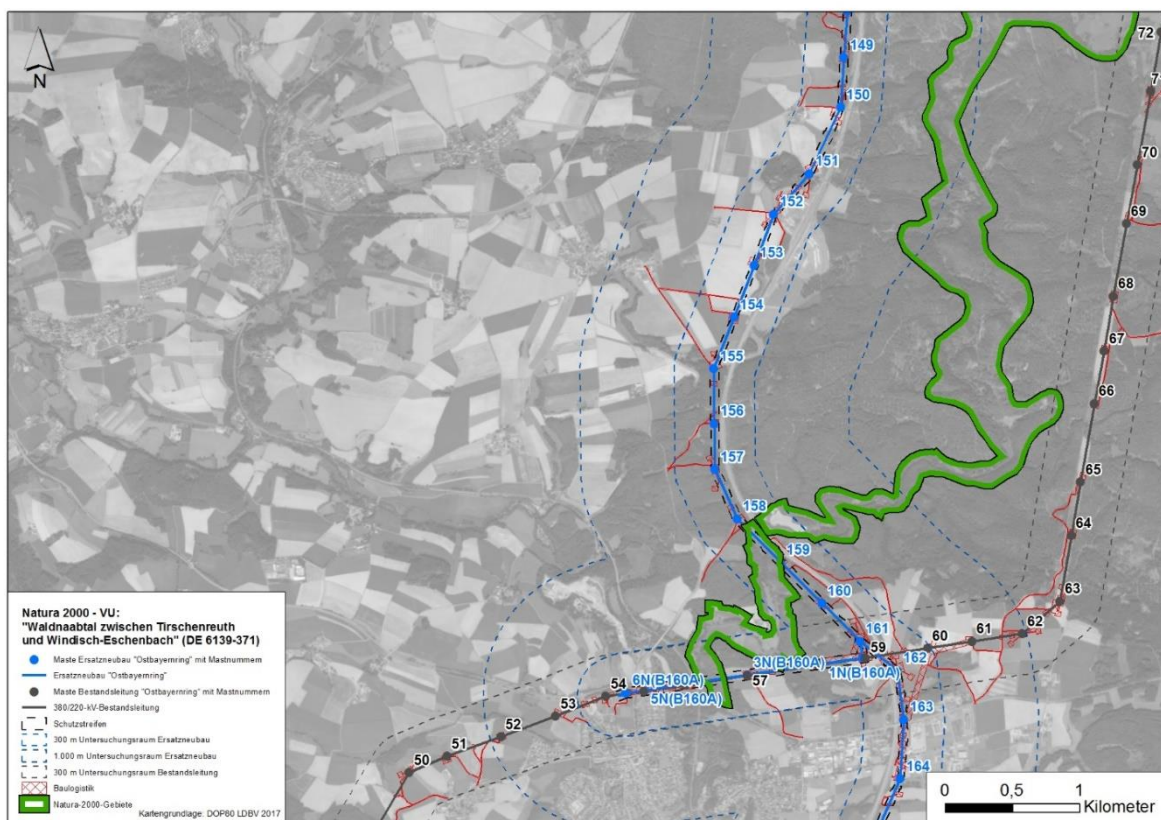 N
149
150
151
152
153
154
155
156
157
158
159
160
161
162
163
164
72
71
70
69
68
67
66
65
64
63
62
61
60
59
57
54
53
52
51
50
3N(B160A)
1N(B160A)
6N(B160A)
5N(B160A)
Natura 2000 - VU:
"Waldnaabtal zwischen Tirschenreuth
und Windisch-Eschenbach" (DE 6139-371)
Maste Ersatzneubau "Ostbayernring" mit Mastnummern
Ersatzneubau "Ostbayernring"
Maste Bestandsleitung "Ostbayernring" mit Mastnummern
380/220-kV-Bestandsleitung
Schutzstreifen
300 m Untersuchungsraum Ersatzneubau
1.000 m Untersuchungsraum Ersatzneubau
300 m Untersuchungsraum Bestandsleitung
Baulogistik
Natura-2000-Gebiete
Kartengrundlage: DOP80 LDBV 2017
0 0,5 1
Kilometer